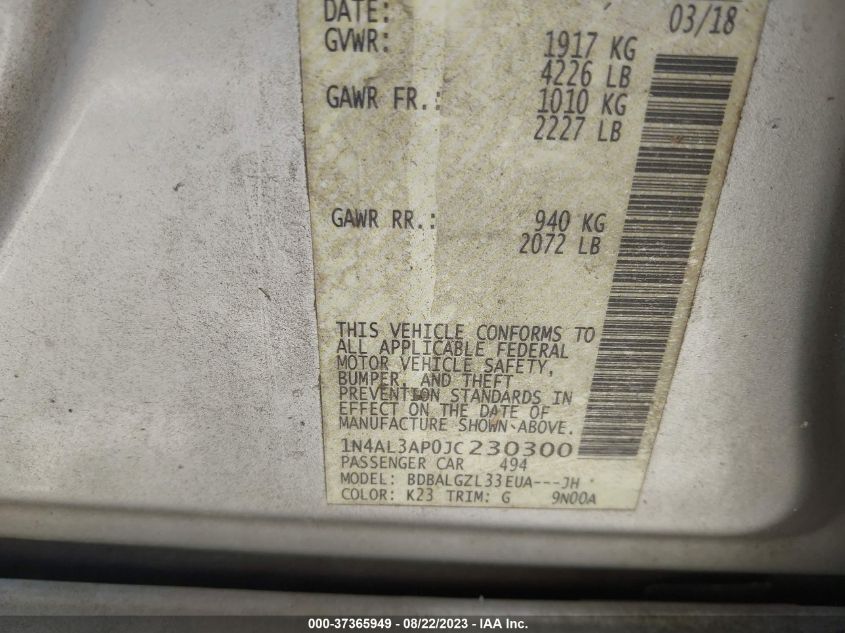 DATE: 03/18
GVWR: 1917 KG
4226 LB
GAWR FR.: 1010 KG
2227 LB
GAWR RR.: 940 KG
2072 LB
THIS VEHICLE CONFORMS TO
ALL APPLICABLE FEDERAL
MOTOR VEHICLE SAFETY,
BUMPER, AND THEFT
PREVENTION STANDARDS IN
EFFECT ON THE DATE OF
MANUFACTURE SHOWN ABOVE.
1N4AL3AP0JC230300
PASSENGER CAR 494
MODEL: BDBALGZL33EUA---JH
COLOR: K23 TRIM: G 9N00A
000-37365949 - 08/22/2023 - IAA Inc.